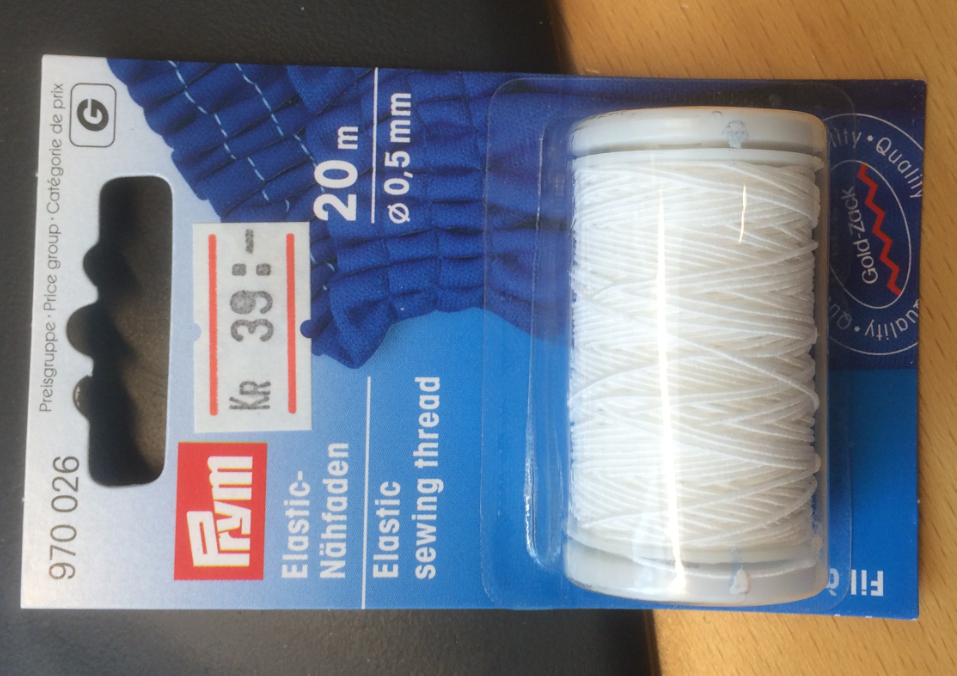 970 026
Preisgruppe · Price group · Catégorie de prix
G
Prym
KR 39:-
Elastic-
Nähfaden
Elastic
sewing thread
20 m
ø 0,5 mm
Quality
Gold-Zack
Fil